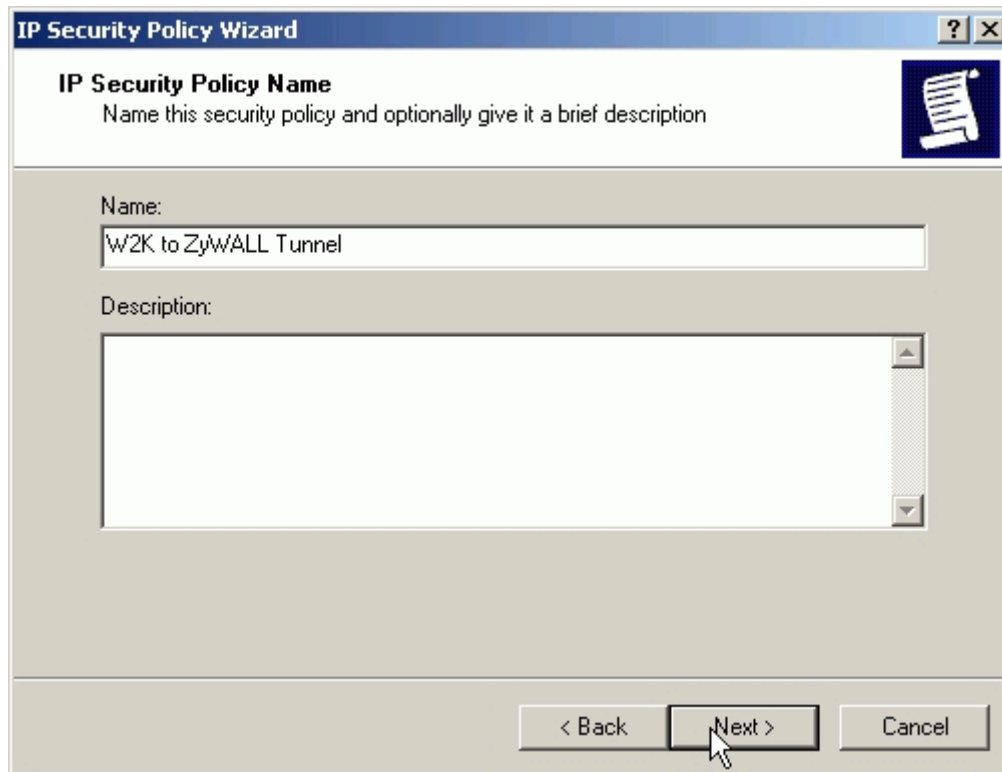 IP Security Policy Wizard
IP Security Policy Name
Name this security policy and optionally give it a brief description
Name:
W2K to ZyWALL Tunnel
Description:
< Back
Next >
Cancel